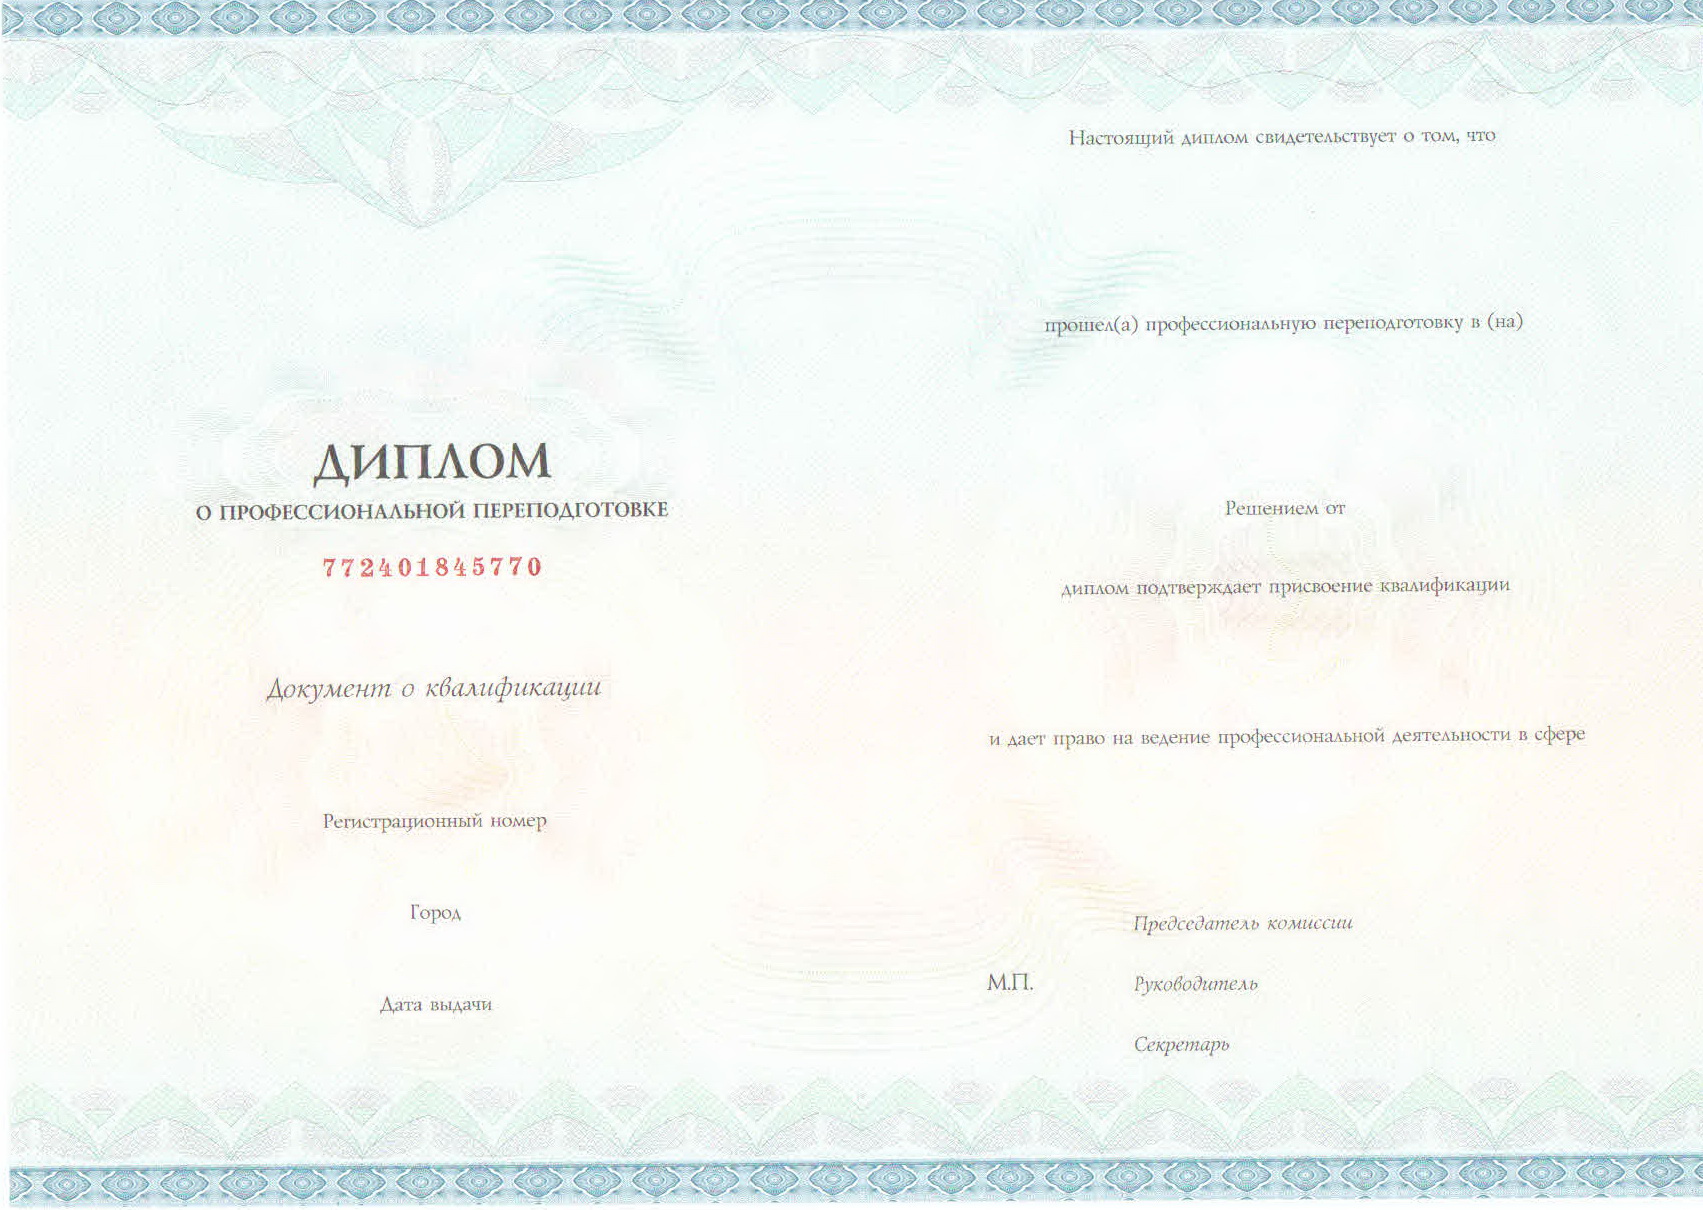 ДИПЛОМ
О ПРОФЕССИОНАЛЬНОЙ ПЕРЕПОДГОТОВКЕ
772401845770
Документ о квалификации
Регистрационный номер
Город
Дата выдачи
Настоящий диплом свидетельствует о том, что
прошел(а) профессиональную переподготовку в (на)
Решением от
диплом подтверждает присвоение квалификации
и дает право на ведение профессиональной деятельности в сфере
Председатель комиссии
М.П.
Руководитель
Секретарь